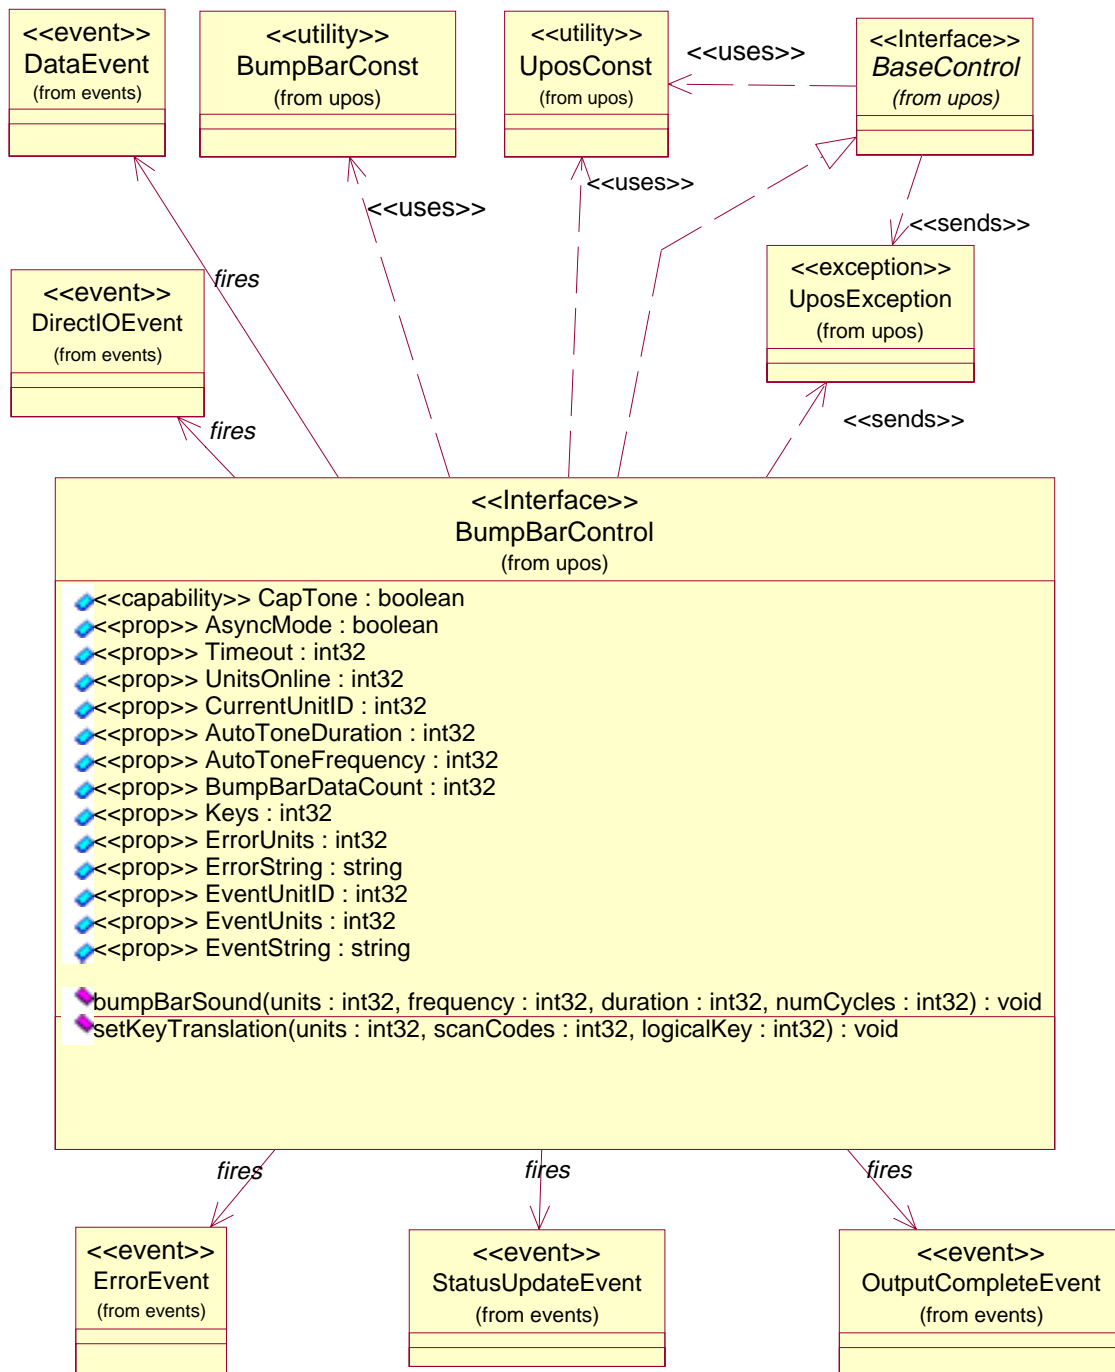 <<event>>
DataEvent
(from events)
<<utility>>
BumpBarConst
(from upos)
<<utility>>
UposConst
(from upos)
<<uses>>
<<Interface>>
BaseControl
(from upos)
<<uses>>
<<uses>>
<<sends>>
<<event>>
DirectIOEvent
(from events)
fires
<<exception>>
UposException
(from upos)
fires
<<sends>>
<<Interface>>
BumpBarControl
(from upos)
<<capability>> CapTone : boolean
<<prop>> AsyncMode : boolean
<<prop>> Timeout : int32
<<prop>> UnitsOnline : int32
<<prop>> CurrentUnitID : int32
<<prop>> AutoToneDuration : int32
<<prop>> AutoToneFrequency : int32
<<prop>> BumpBarDataCount : int32
<<prop>> Keys : int32
<<prop>> ErrorUnits : int32
<<prop>> ErrorString : string
<<prop>> EventUnitID : int32
<<prop>> EventUnits : int32
<<prop>> EventString : string
bumpBarSound(units : int32, frequency : int32, duration : int32, numCycles : int32) : void
setKeyTranslation(units : int32, scanCodes : int32, logicalKey : int32) : void
fires
fires
fires
<<event>>
ErrorEvent
(from events)
<<event>>
StatusUpdateEvent
(from events)
<<event>>
OutputCompleteEvent
(from events)